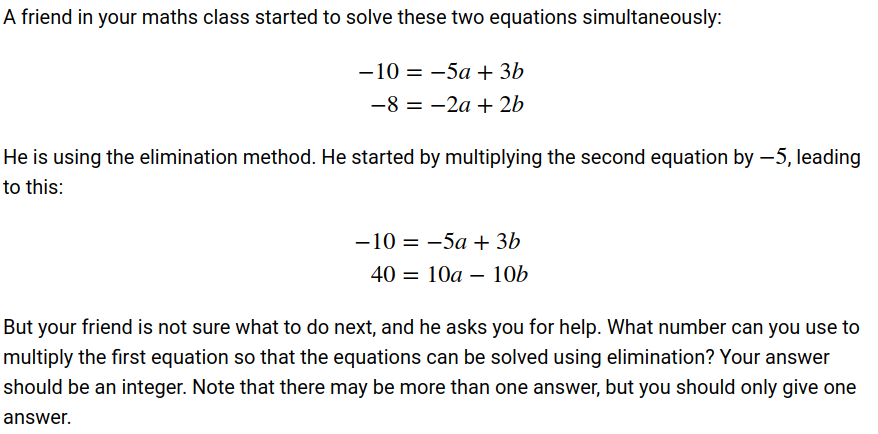 A friend in your maths class started to solve these two equations simultaneously:
−10 = −5a + 3b
−8 = −2a + 2b
He is using the elimination method. He started by multiplying the second equation by −5, leading
to this:
−10 = −5a + 3b
40 = 10a − 10b
But your friend is not sure what to do next, and he asks you for help. What number can you use to
multiply the first equation so that the equations can be solved using elimination? Your answer
should be an integer. Note that there may be more than one answer, but you should only give one
answer.